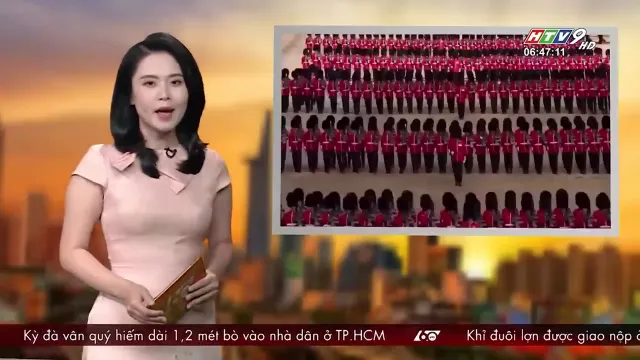 HTV9 HD
06:47:11
Kỳ đà vân quý hiếm dài 1,2 mét bò vào nhà dân ở TP.HCM
60
Khỉ đuôi lợn được giao nộp